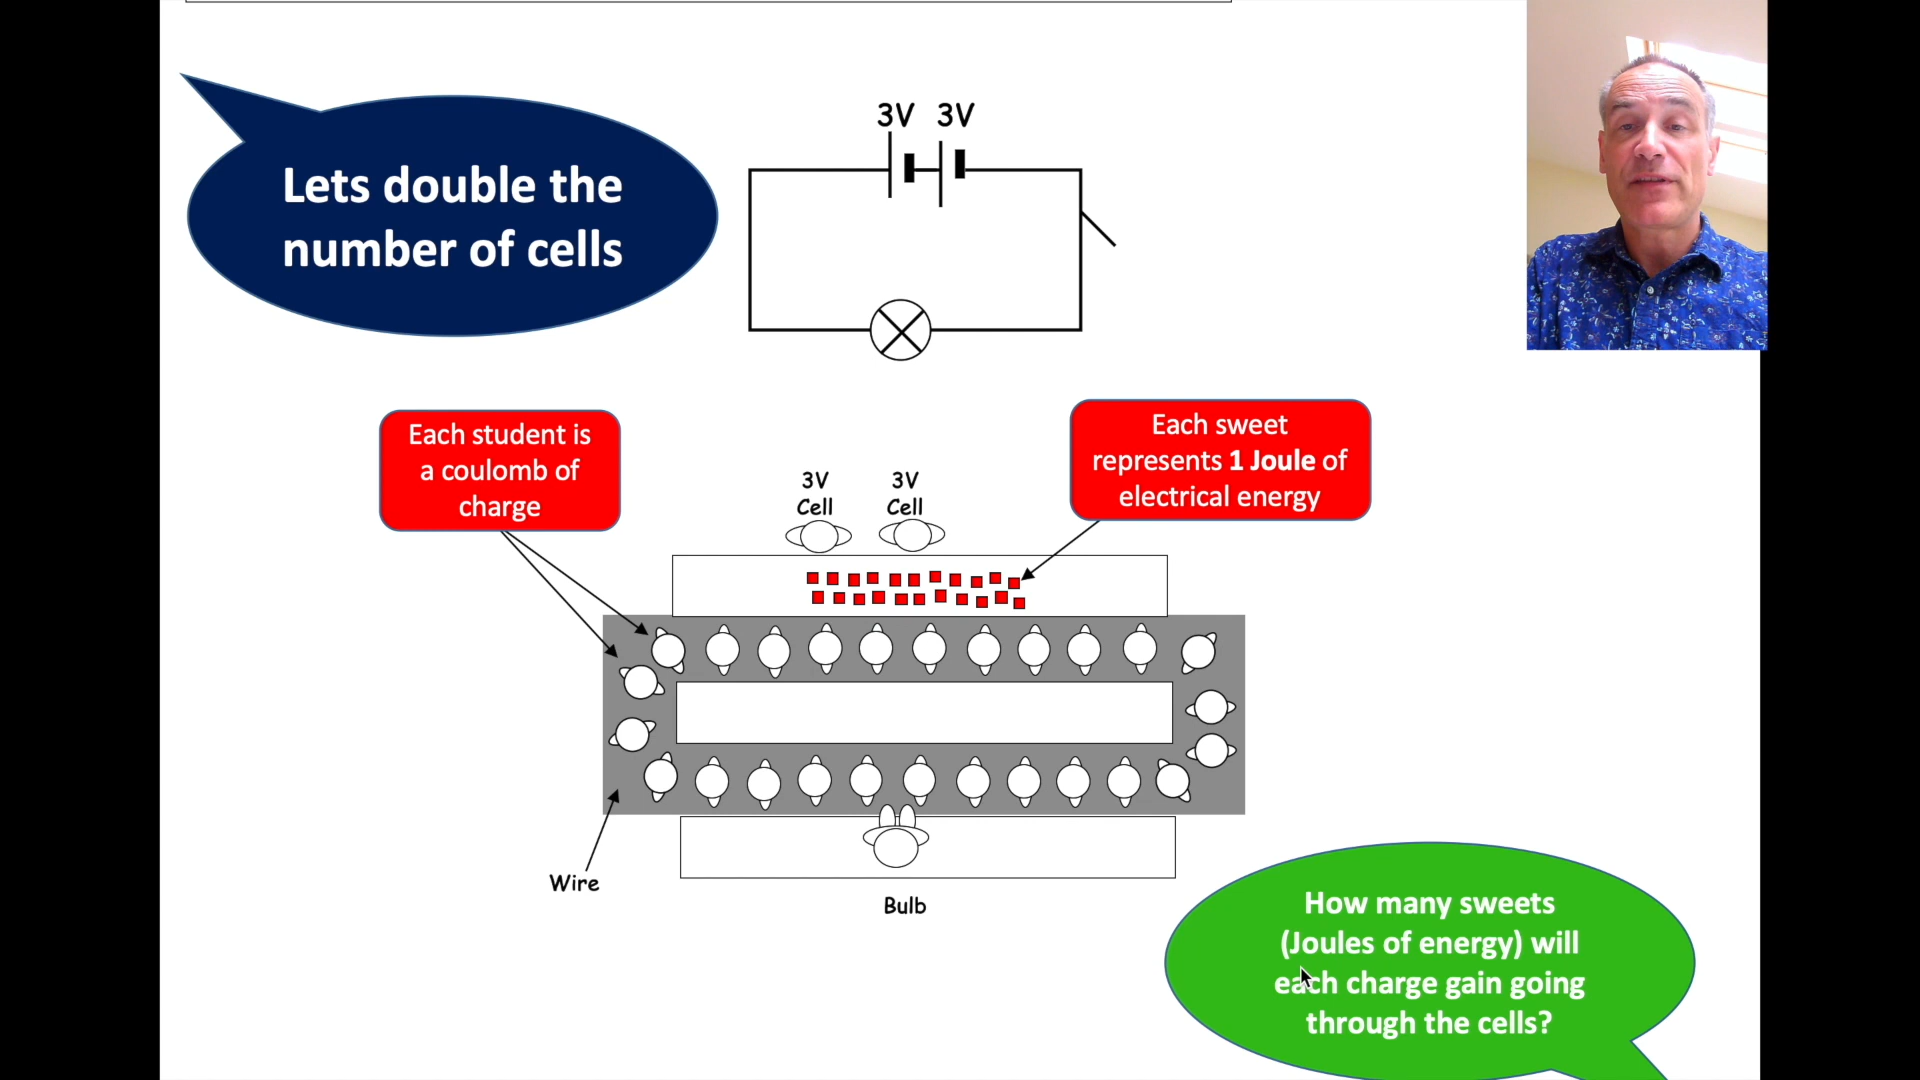 Lets double the
number of cells
3V 3V
Each student is
a coulomb of
charge
Each sweet
represents 1 Joule of
electrical energy
3V
Cell
3V
Cell
Wire
Bulb
How many sweets
(Joules of energy) will
each charge gain going
through the cells?